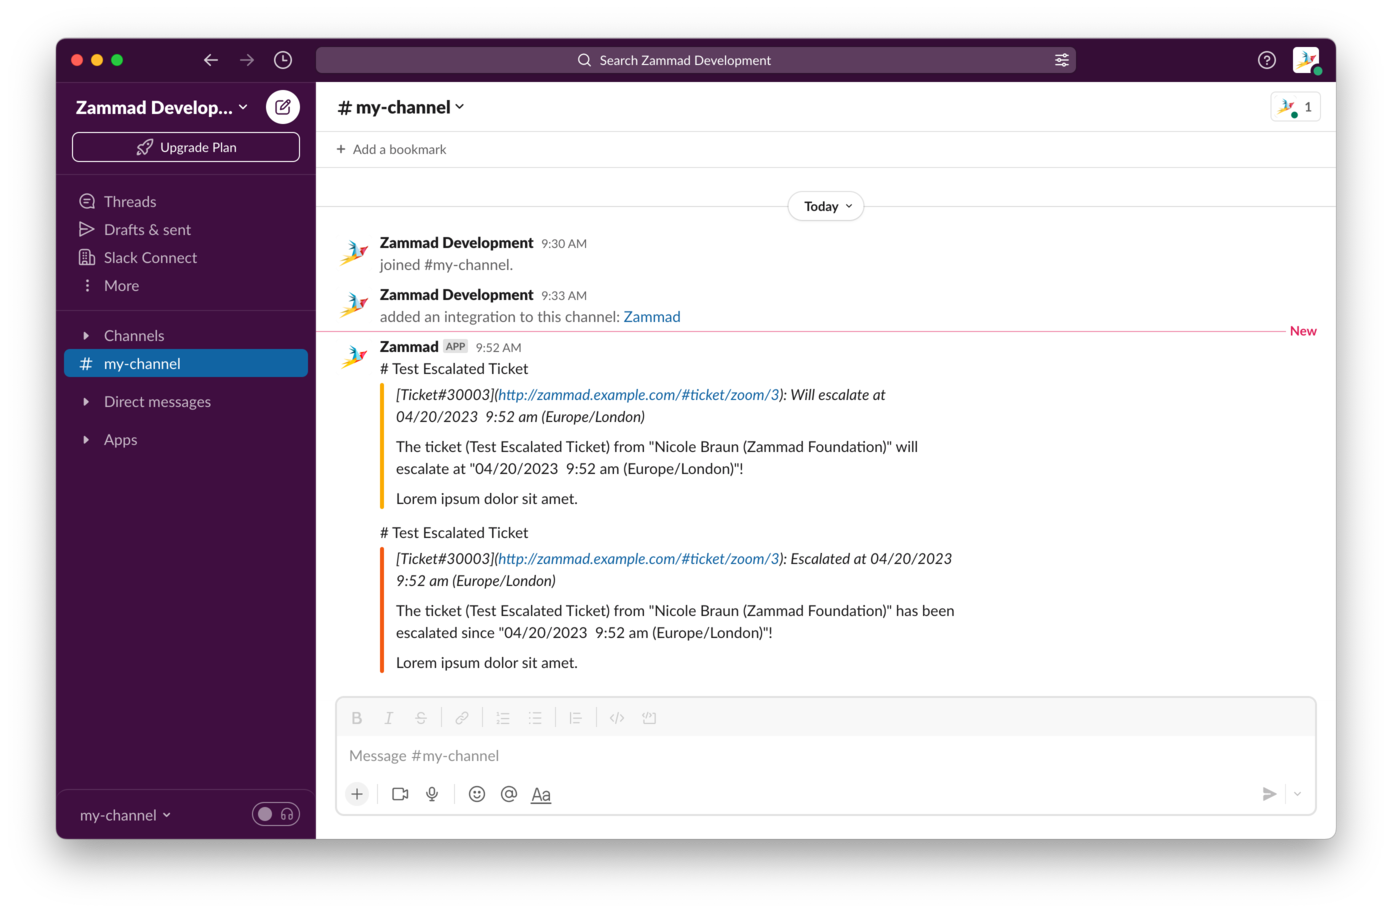 Search Zammad Development
Zammad Develop...
Upgrade Plan
Threads
Drafts & sent
Slack Connect
More
Channels
# my-channel
Direct messages
Apps
my-channel
# my-channel
1
+ Add a bookmark
Today
Zammad Development 9:30 AM
joined #my-channel.
Zammad Development 9:33 AM
added an integration to this channel: Zammad
New
Zammad APP 9:52 AM
# Test Escalated Ticket
[Ticket#30003](http://zammad.example.com/#ticket/zoom/3): Will escalate at
04/20/2023  9:52 am (Europe/London)
The ticket (Test Escalated Ticket) from "Nicole Braun (Zammad Foundation)" will
escalate at "04/20/2023  9:52 am (Europe/London)"!
Lorem ipsum dolor sit amet.
# Test Escalated Ticket
[Ticket#30003](http://zammad.example.com/#ticket/zoom/3): Escalated at 04/20/2023
9:52 am (Europe/London)
The ticket (Test Escalated Ticket) from "Nicole Braun (Zammad Foundation)" has been
escalated since "04/20/2023  9:52 am (Europe/London)"!
Lorem ipsum dolor sit amet.
B I S
Message #my-channel
+ @ Aa